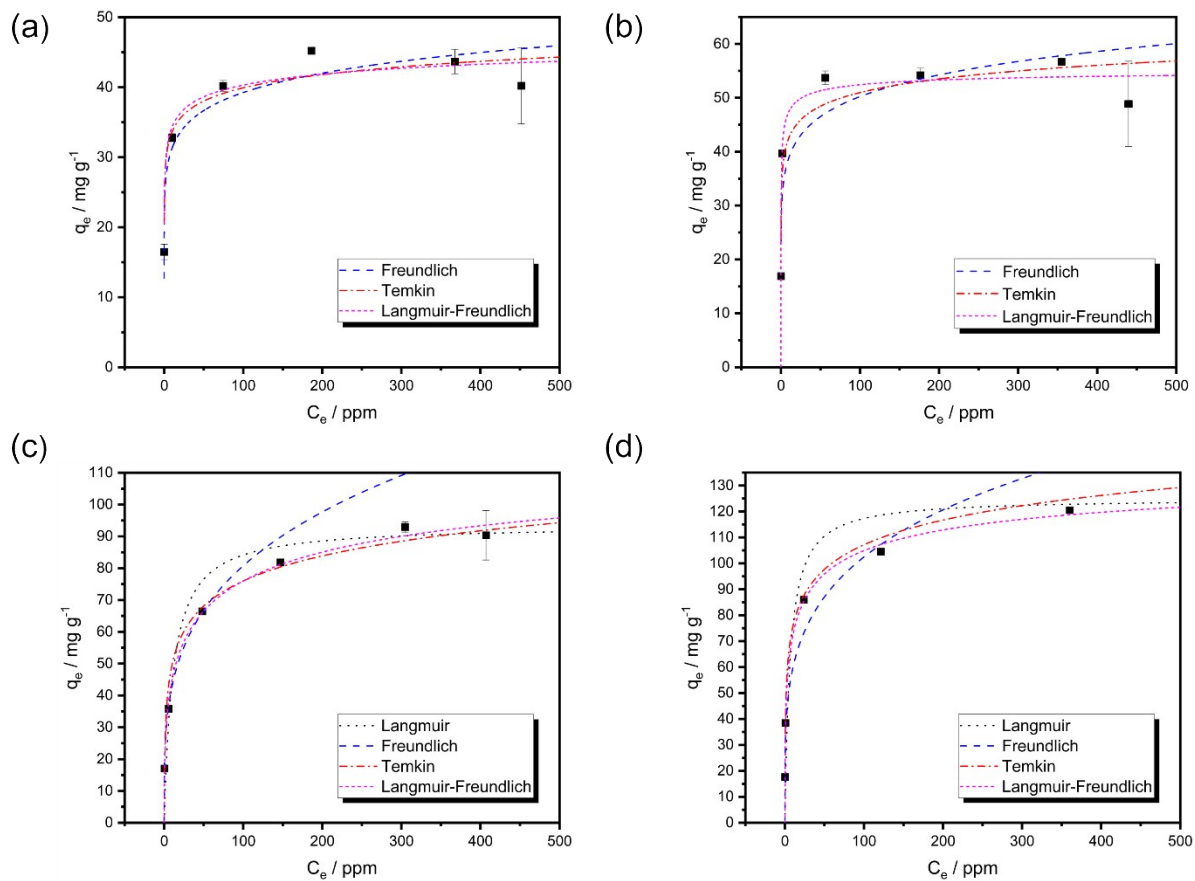 (a)
q_e / mg g⁻¹
50
40
30
20
10
0
Freundlich
Temkin
Langmuir-Freundlich
0 100 200 300 400 500
C_e / ppm
(b)
q_e / mg g⁻¹
60
50
40
30
20
10
0
Freundlich
Temkin
Langmuir-Freundlich
0 100 200 300 400 500
C_e / ppm
(c)
q_e / mg g⁻¹
110
100
90
80
70
60
50
40
30
20
10
0
Langmuir
Freundlich
Temkin
Langmuir-Freundlich
0 100 200 300 400 500
C_e / ppm
(d)
q_e / mg g⁻¹
130
120
110
100
90
80
70
60
50
40
30
20
10
0
Langmuir
Freundlich
Temkin
Langmuir-Freundlich
0 100 200 300 400 500
C_e / ppm